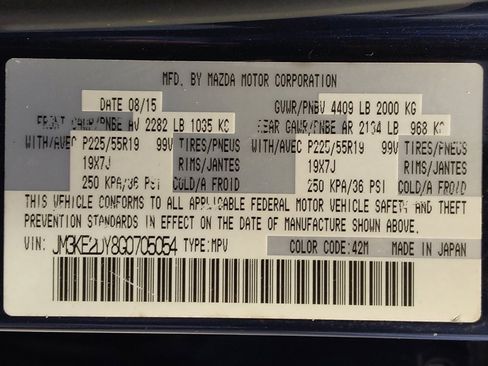 MFD. BY MAZDA MOTOR CORPORATION
DATE 08/15 GVWR/PNBV 4409 LB 2000 KG
FRONT GAWR/PNBE AV 2282 LB 1035 KG REAR GAWR/PNBE AR 2134 LB 968 KG
WITH/AVEC P225/55R19 99V TIRES/PNEUS WITH/AVEC P225/55R19 99V TIRES/PNEUS
19X7J RIMS/JANTES 19X7J RIMS/JANTES
250 KPA/36 PSI COLD/A FROID 250 KPA/36 PSI COLD/A FROID
THIS VEHICLE CONFORMS TO ALL APPLICABLE FEDERAL MOTOR VEHICLE SAFETY AND THEFT
PREVENTION STANDARDS IN EFFECT ON THE DATE OF MANUFACTURE SHOWN ABOVE.
VIN: JM3KE2DY8G0705054 TYPE: MPV COLOR CODE: 42M MADE IN JAPAN